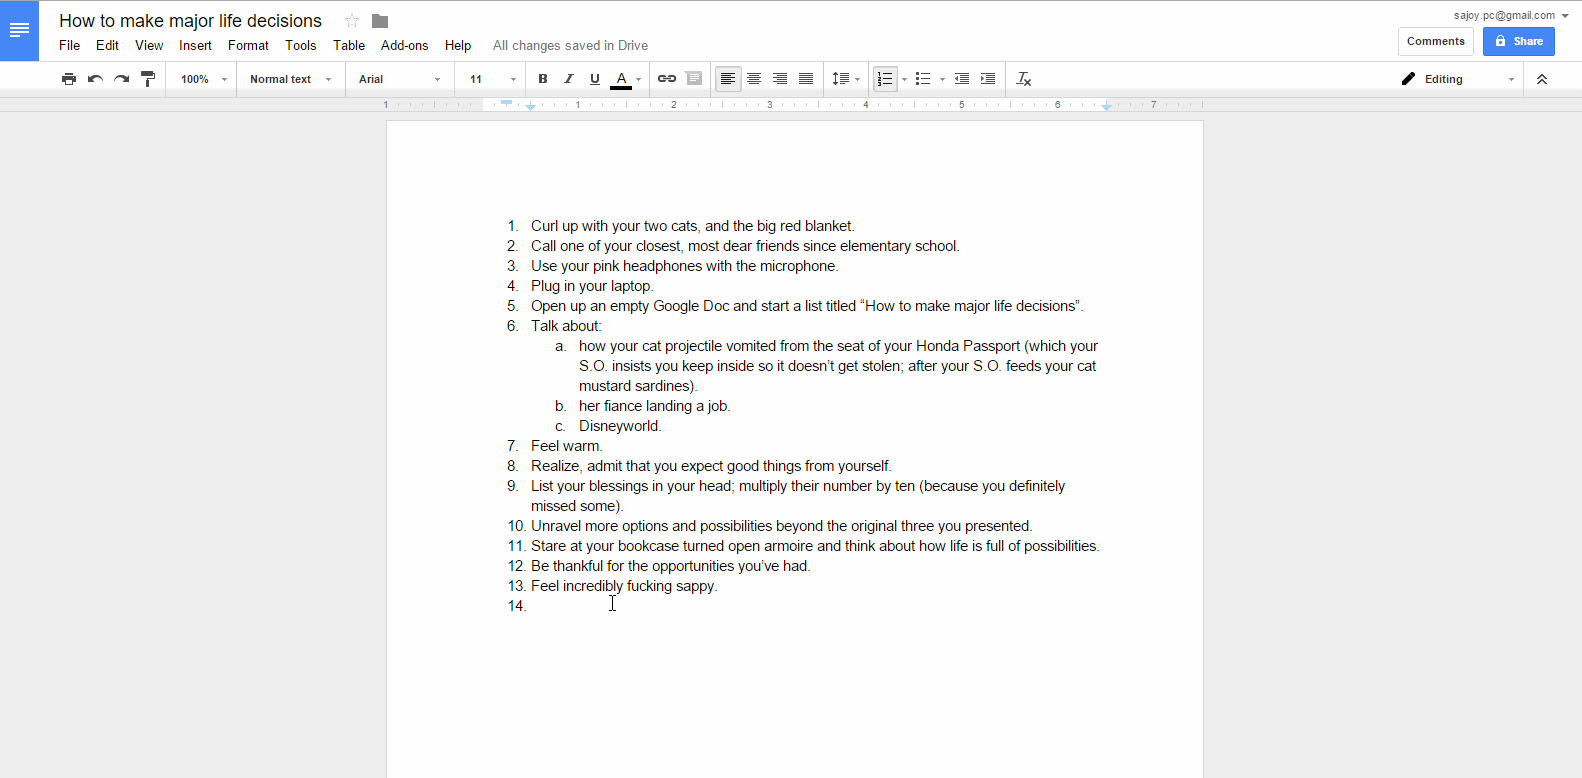 How to make major life decisions
sajoy.pc@gmail.com
File Edit View Insert Format Tools Table Add-ons Help All changes saved in Drive
Comments Share
100% Normal text Arial 11 B I U A Editing
1 1 2 3 4 5 6 7
1. Curl up with your two cats, and the big red blanket.
2. Call one of your closest, most dear friends since elementary school.
3. Use your pink headphones with the microphone.
4. Plug in your laptop.
5. Open up an empty Google Doc and start a list titled “How to make major life decisions”.
6. Talk about:
a. how your cat projectile vomited from the seat of your Honda Passport (which your
S.O. insists you keep inside so it doesn’t get stolen; after your S.O. feeds your cat
mustard sardines).
b. her fiance landing a job.
c. Disneyworld.
7. Feel warm.
8. Realize, admit that you expect good things from yourself.
9. List your blessings in your head; multiply their number by ten (because you definitely
missed some).
10. Unravel more options and possibilities beyond the original three you presented.
11. Stare at your bookcase turned open armoire and think about how life is full of possibilities.
12. Be thankful for the opportunities you’ve had.
13. Feel incredibly fucking sappy.
14.